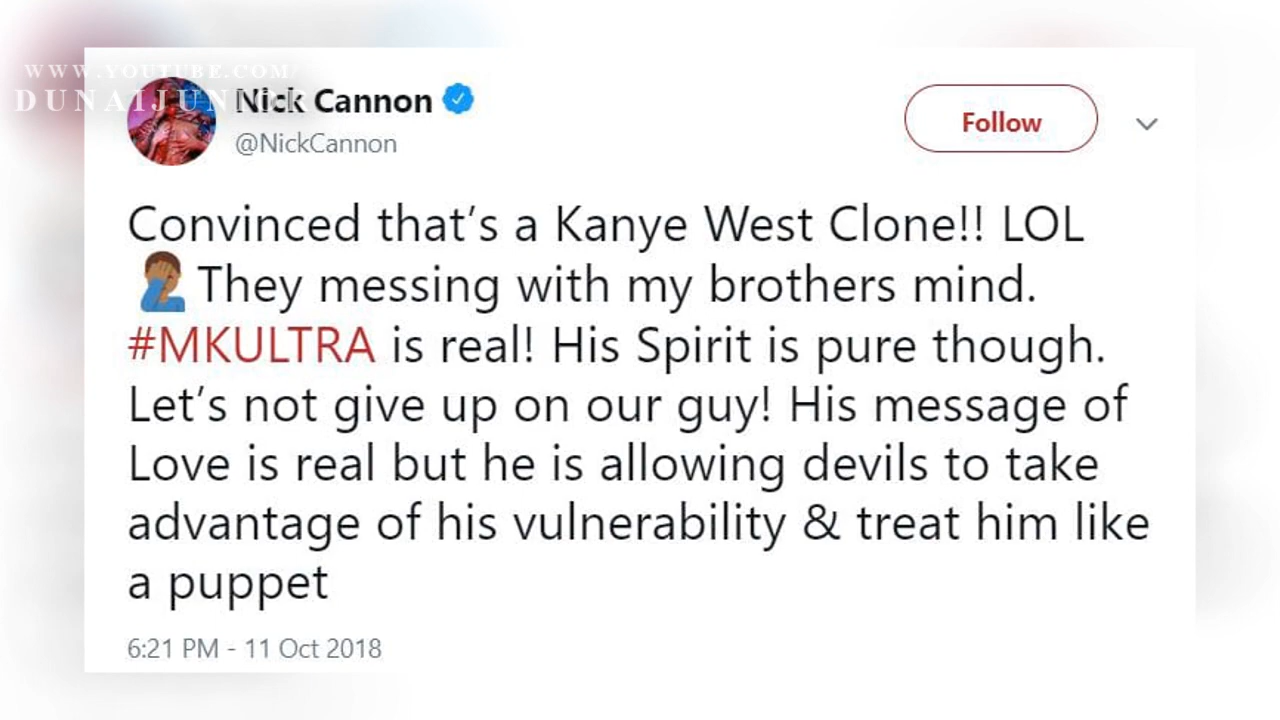 WWW.YOUTUBE.COM/
Nick Cannon
@NickCannon
Follow
Convinced that's a Kanye West Clone!! LOL
🤦🏾‍♂️They messing with my brothers mind.
#MKULTRA is real! His Spirit is pure though.
Let's not give up on our guy! His message of
Love is real but he is allowing devils to take
advantage of his vulnerability & treat him like
a puppet
6:21 PM - 11 Oct 2018